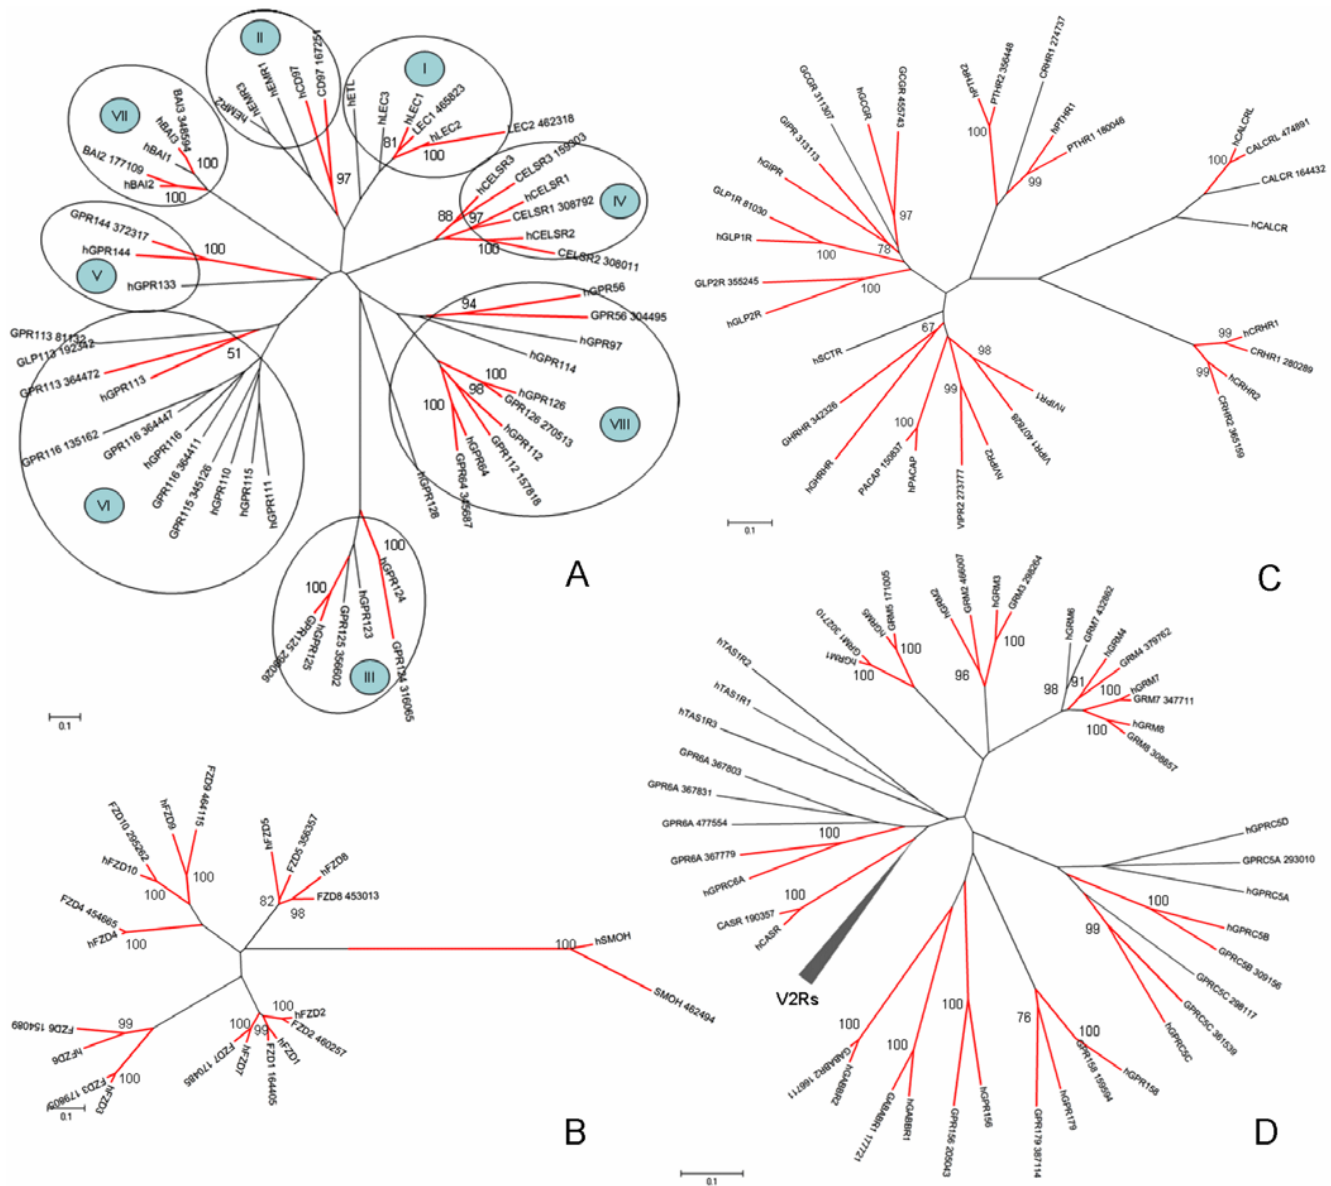 II
I
hEMR2
hEMR3
hEMR1
hCD97
CD97 167251
hETL
hLEC3
hLEC1
LEC1 465823
hLEC2
LEC2 462318
81
100
97
VII
BAI3 348594
hBAI3
hBAI1
BAI2 177109
hBAI2
100
100
hCELSR3
CELSR3 159303
hCELSR1
CELSR1 308792
hCELSR2
CELSR2 308011
88
97
100
IV
GPR144 372317
hGPR144
hGPR133
100
V
GPR113 81132
GLP113 192342
GPR113 364472
hGPR113
51
GPR116 135162
GPR116 364447
hGPR116
GPR116 364411
GPR115 345126
hGPR110
hGPR115
hGPR111
VI
hGPR56
GPR56 304495
hGPR97
hGPR114
94
100
hGPR126
GPR126 270513
98
hGPR112
GPR112 157818
100
hGPR64
GPR64 345687
hGPR128
VIII
100
hGPR124
GPR124 316065
100
GPR125 298026
hGPR125
GPR125 356602
hGPR123
III
A
0.1
FZD9 464115
hFZD9
FZD10 295262
hFZD10
100
100
FZD4 454665
hFZD4
100
hFZD5
FZD5 356357
hFZD8
FZD8 453013
82
98
100
hSMOH
SMOH 462494
FZD6 154089
hFZD6
99
FZD3 179605
hFZD3
100
100
hFZD2
FZD2 460257
100
99
hFZD1
FZD1 164405
hFZD7
FZD7 170485
0.1
B
GCGR 311307
hGCGR
GCGR 455743
GIPR 313113
hGIPR
97
78
GLP1R 81030
hGLP1R
100
GLP2R 355245
hGLP2R
100
hPTHR2
PTHR2 356448
CRHR1 274737
100
hPTHR1
PTHR1 180048
99
hCALCRL
CALCRL 474891
100
CALCR 164432
hCALCR
99
hCRHR1
CRHR1 280289
99
hCRHR2
CRHR2 365159
hSCTR
67
98
99
100
GHRHR 342326
hGHRHR
PACAP 150837
hPACAP
VIPR2 273777
hVIPR2
VIPR1 407828
hVIPR1
0.1
C
hGRM1
GRM1 302710
hGRM5
GRM5 171005
100
100
hGRM2
GRM2 466007
hGRM3
GRM3 298264
96
100
hGRM6
GRM7 432862
hGRM4
GRM4 379762
98
91
100
hGRM7
GRM7 347711
hGRM8
GRM8 308657
100
hTAS1R2
hTAS1R1
hTAS1R3
GPR6A 367803
GPR6A 367831
GPR6A 477554
GPR6A 367779
hGPRC6A
100
100
CASR 190357
hCASR
V2Rs
hGPRC5D
GPRC5A 293010
hGPRC5A
100
hGPRC5B
GPRC5B 309156
99
GPRC5C 298117
GPRC5C 361539
hGPRC5C
100
GABABR2 166711
hGABBR2
100
GABABR1 177721
hGABBR1
100
GPR156 205043
hGPR156
76
GPR179 387114
hGPR179
100
GPR158 159594
hGPR158
0.1
D